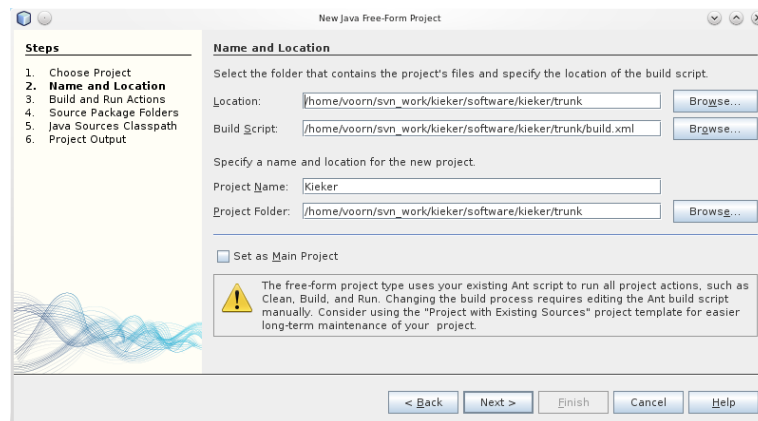 New Java Free-Form Project
Steps
1. Choose Project
2. Name and Location
3. Build and Run Actions
4. Source Package Folders
5. Java Sources Classpath
6. Project Output
Name and Location
Select the folder that contains the project's files and specify the location of the build script.
Location: /home/voorn/svn_work/kieker/software/kieker/trunk Browse...
Build Script: /home/voorn/svn_work/kieker/software/kieker/trunk/build.xml Browse...
Specify a name and location for the new project.
Project Name: Kieker
Project Folder: /home/voorn/svn_work/kieker/software/kieker/trunk Browse...
Set as Main Project
The free-form project type uses your existing Ant script to run all project actions, such as
Clean, Build, and Run. Changing the build process requires editing the Ant build script
manually. Consider using the "Project with Existing Sources" project template for easier
long-term maintenance of your project.
< Back Next > Finish Cancel Help